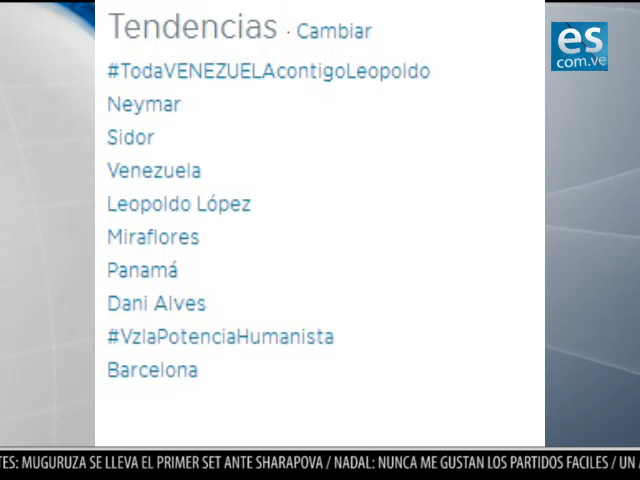 Tendencias · Cambiar
#TodaVENEZUELAcontigoLeopoldo
Neymar
Sidor
Venezuela
Leopoldo López
Miraflores
Panamá
Dani Alves
#VzlaPotenciaHumanista
Barcelona
es
com.ve
TES: MUGURUZA SE LLEVA EL PRIMER SET ANTE SHARAPOVA / NADAL: NUNCA ME GUSTAN LOS PARTIDOS FACILES / UN